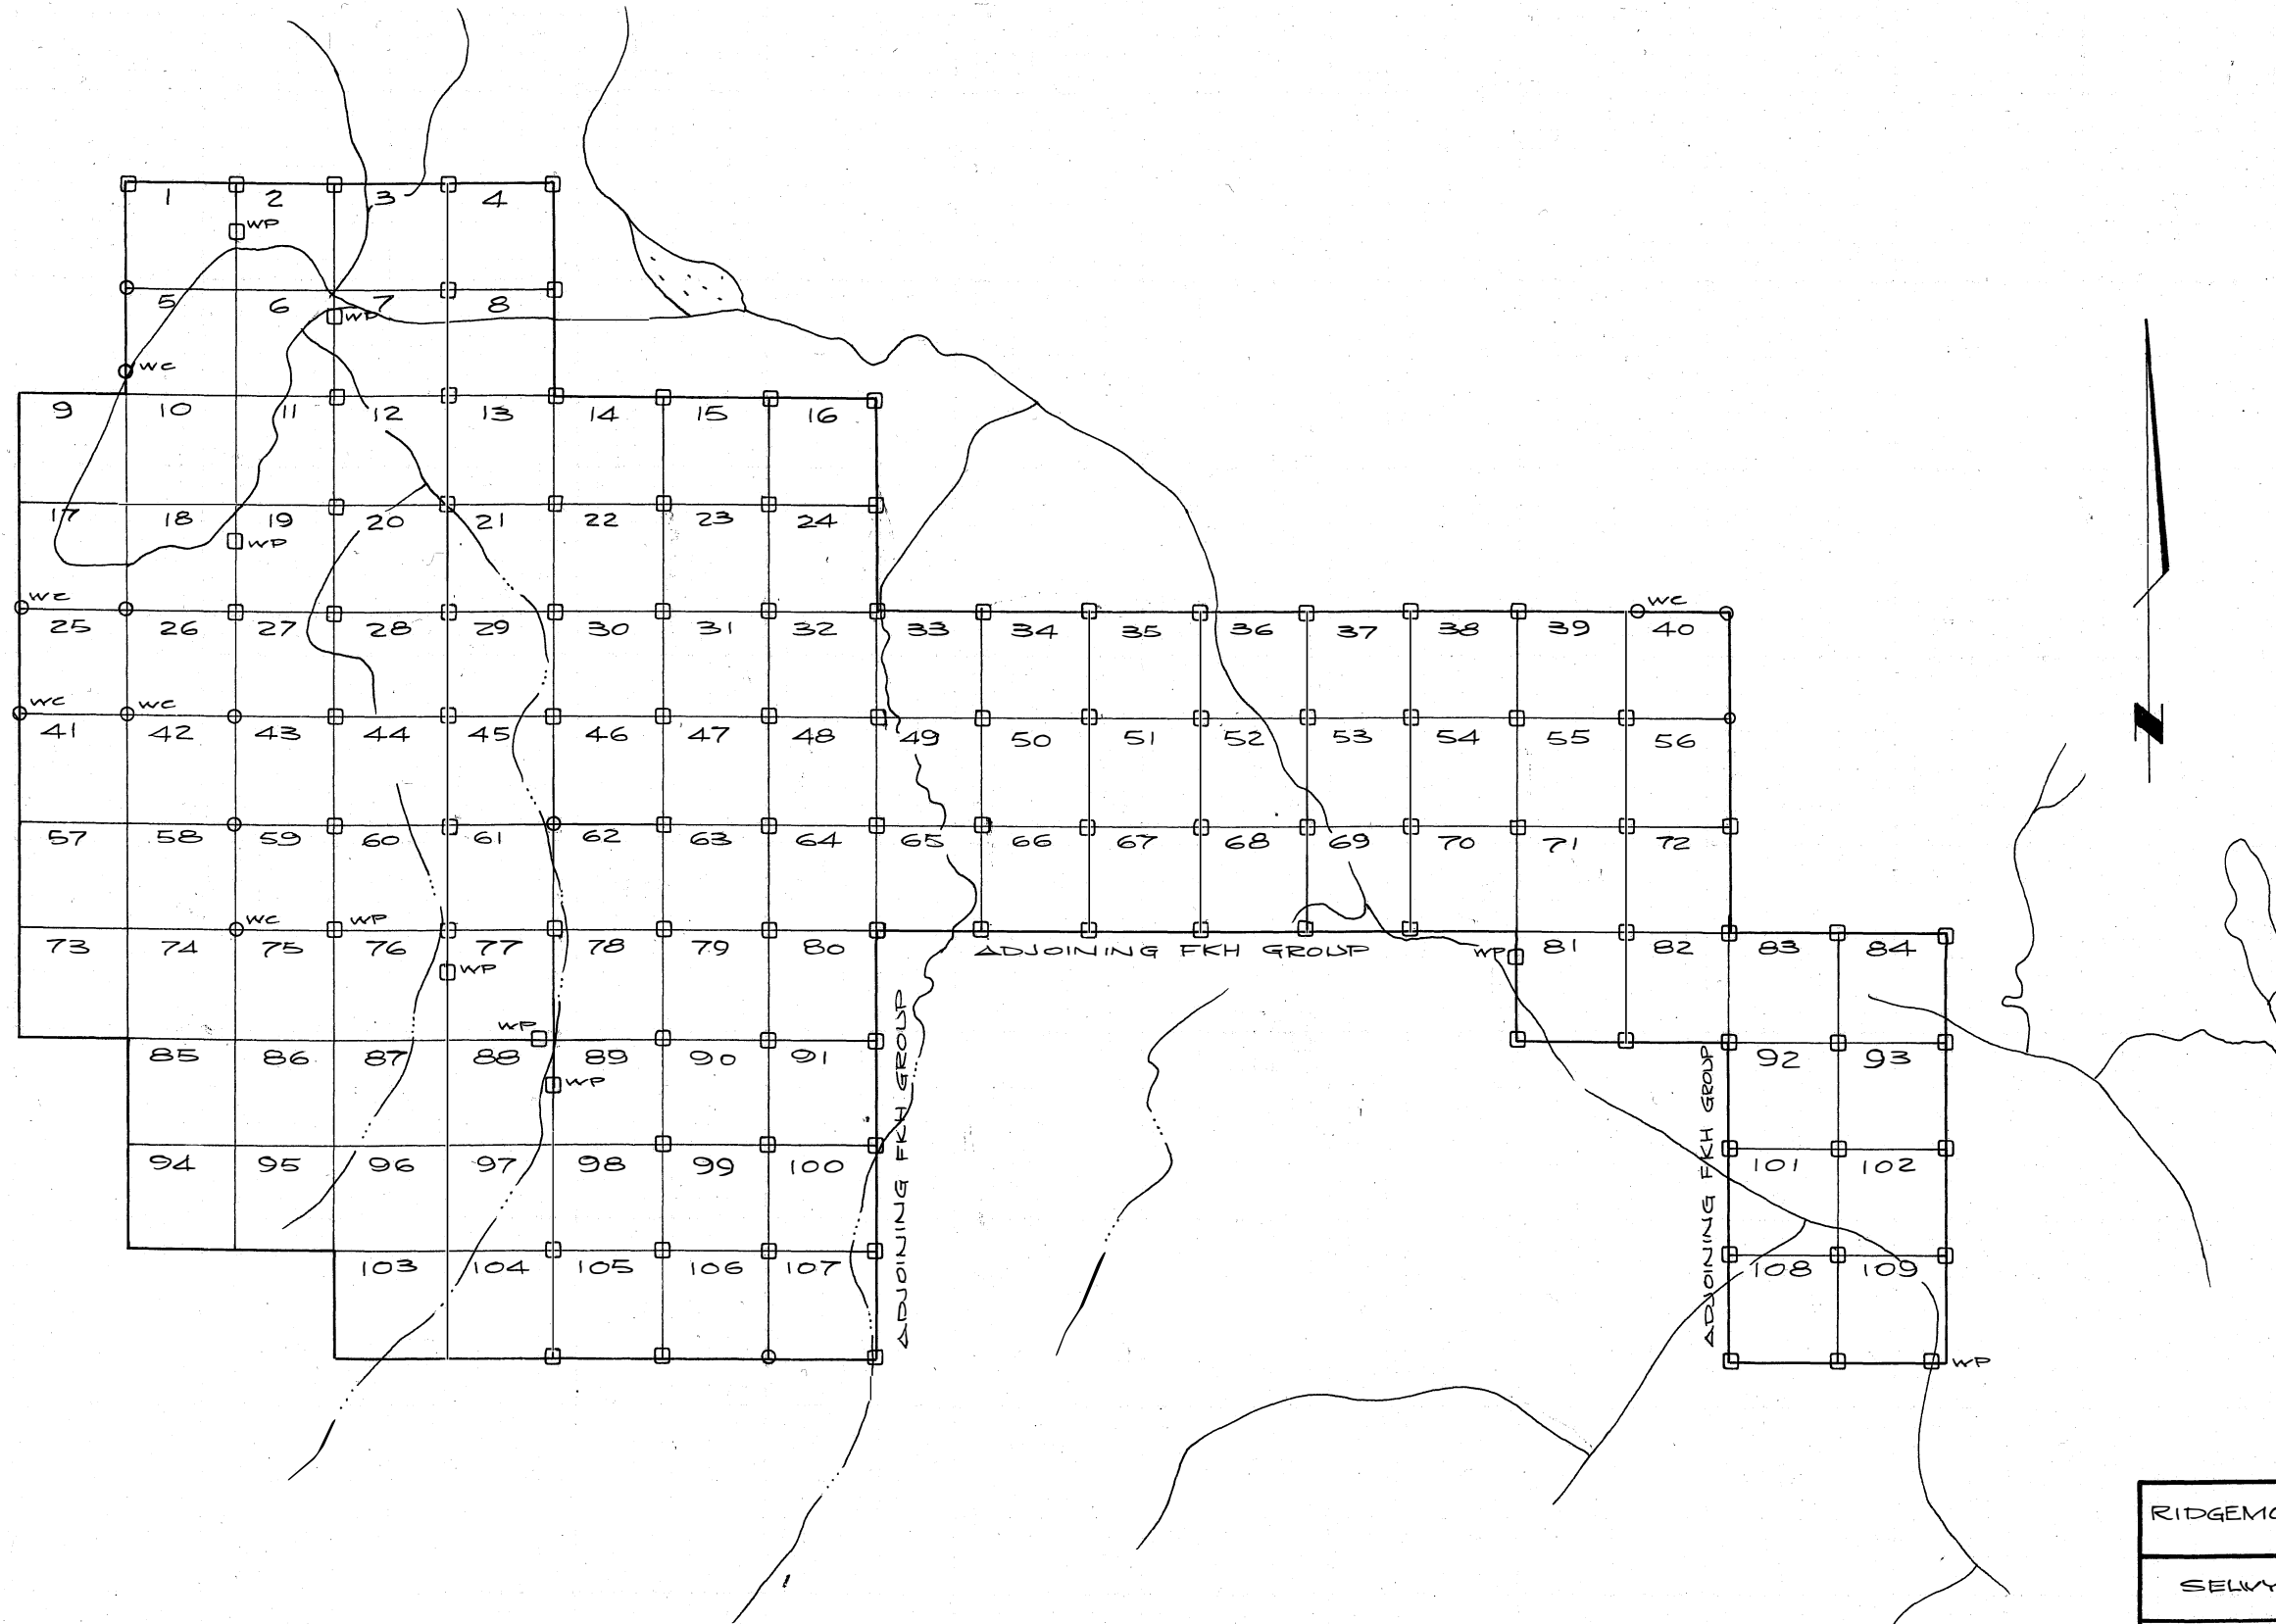 1 2 3 4
WP
5 6 7 8
WP
WC
9 10 11 12 13 14 15 16
17 18 19 20 21 22 23 24
WP
WC WC
25 26 27 28 29 30 31 32 33 34 35 36 37 38 39 40
WC WC
41 42 43 44 45 46 47 48 49 50 51 52 53 54 55 56
57 58 59 60 61 62 63 64 65 66 67 68 69 70 71 72
WC WP
73 74 75 76 77 78 79 80 ADJOINING FKH GROUP WP 81 82 83 84
WP
WP
85 86 87 88 89 90 91 92 93
WP
ADJOINING FKH GROUP
ADJOINING FKH GROUP
94 95 96 97 98 99 100 101 102
103 104 105 106 107 108 109
WP
N
RIDGEMO
SELWY